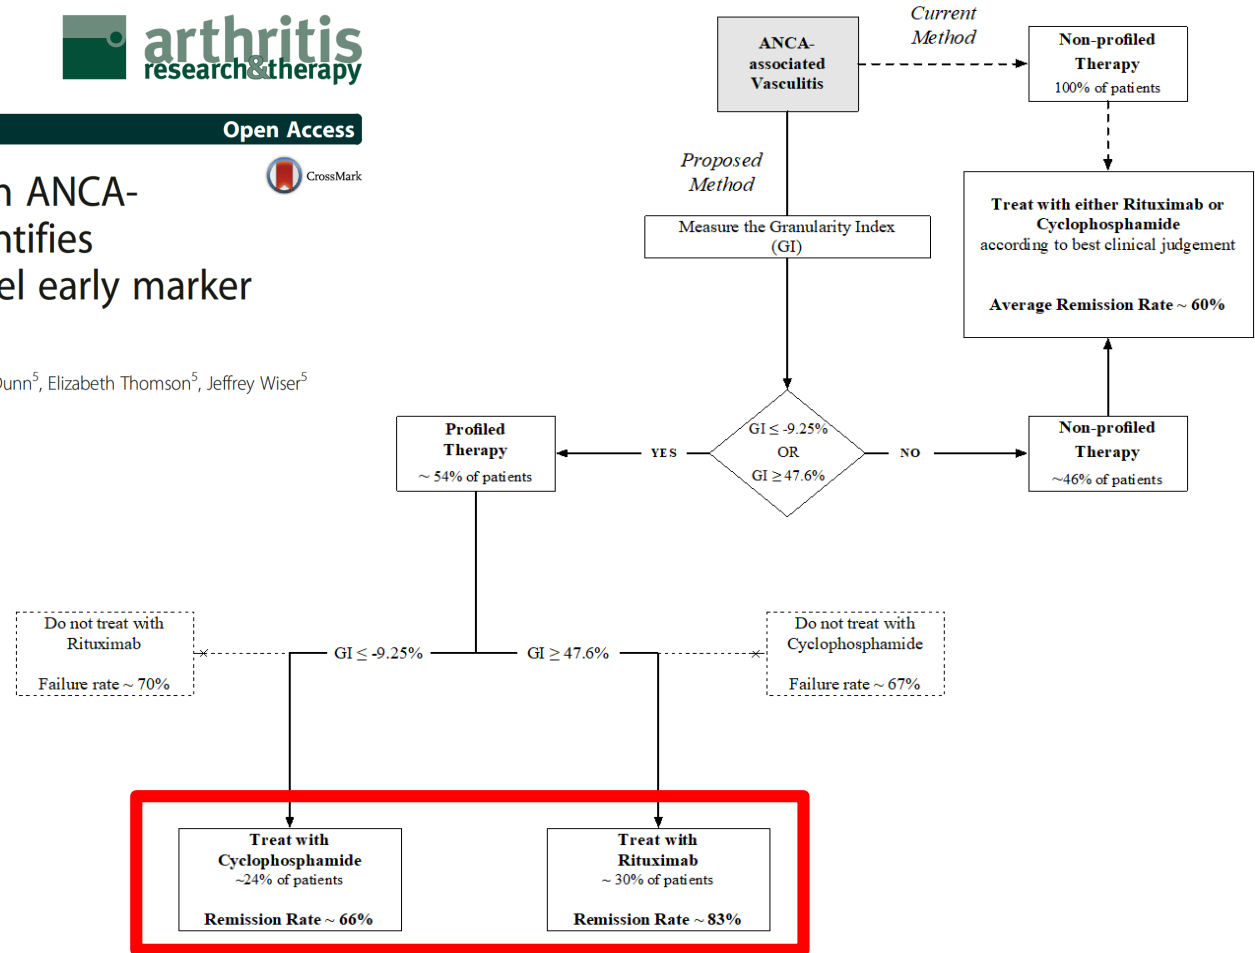 arthritis
research&therapy
Open Access
CrossMark
ANCA-
el early marker
Dunn⁵, Elizabeth Thomson⁵, Jeffrey Wiser⁵
ANCA-
associated
Vasculitis
Current
Method
Non-profiled
Therapy
100% of patients
Proposed
Method
Measure the Granularity Index
(GI)
Treat with either Rituximab or
Cyclophosphamide
according to best clinical judgement
Average Remission Rate ~ 60%
GI ≤ -9.25%
OR
GI ≥ 47.6%
YES
NO
Profiled
Therapy
~ 54% of patients
Non-profiled
Therapy
~46% of patients
Do not treat with
Rituximab
Failure rate ~ 70%
GI ≤ -9.25%
GI ≥ 47.6%
Do not treat with
Cyclophosphamide
Failure rate ~ 67%
Treat with
Cyclophosphamide
~24% of patients
Remission Rate ~ 66%
Treat with
Rituximab
~ 30% of patients
Remission Rate ~ 83%